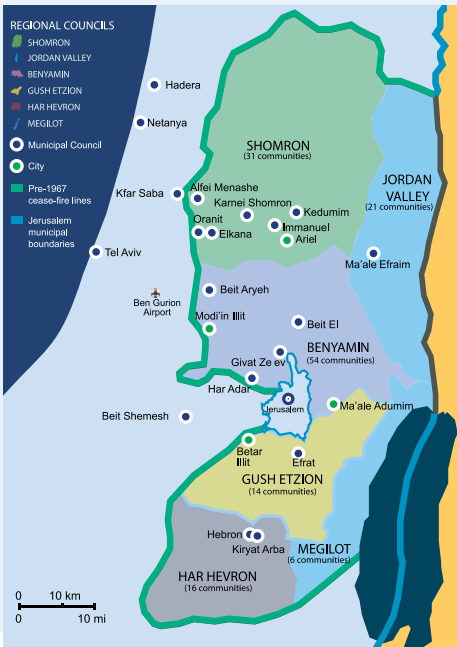 REGIONAL COUNCILS
SHOMRON
JORDAN VALLEY
BENYAMIN
GUSH ETZION
HAR HEVRON
MEGILOT
Municipal Council
City
Pre-1967
cease-fire lines
Jerusalem
municipal
boundaries
Hadera
Netanya
SHOMRON
(31 communities)
JORDAN
VALLEY
(21 communities)
Kfar Saba
Alfei Menashe
Karnei Shomron
Kedumim
Oranit
Elkana
Immanuel
Ariel
Tel Aviv
Ma'ale Efraim
Ben Gurion
Airport
Beit Aryeh
Modi'in Illit
Beit El
BENYAMIN
(54 communities)
Givat Ze ev
Har Adar
Jerusalem
Ma'ale Adumim
Beit Shemesh
Betar
Illit
Efrat
GUSH ETZION
(14 communities)
Hebron
Kiryat Arba
MEGILOT
(6 communities)
HAR HEVRON
(16 communities)
0 10 km
0 10 mi